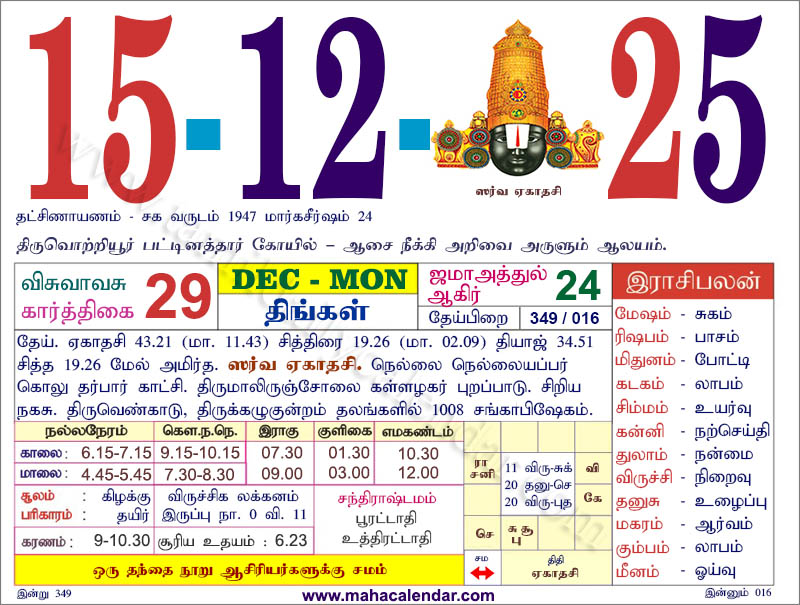 15-12-25
ஸர்வ ஏகாதசி
தட்சிணாயணம் - சக வருடம் 1947 மார்கசீர்ஷம் 24
திருவொற்றியூர் பட்டினத்தார் கோயில் – ஆசை நீக்கி அறிவை அருளும் ஆலயம்.
விசுவாவசு
கார்த்திகை 29
DEC - MON
திங்கள்
ஜமாஅத்துல்
ஆகிர் 24
தேய்பிறை 349 / 016
தேய். ஏகாதசி 43.21 (மா. 11.43) சித்திரை 19.26 (மா. 02.09) தியாஜ் 34.51
சித்த 19.26 மேல் அமிர்த. ஸர்வ ஏகாதசி. நெல்லை நெல்லையப்பர்
கொலு தர்பார் காட்சி. திருமாலிருஞ்சோலை கள்ளழகர் புறப்பாடு. சிறிய
நகசு. திருவெண்காடு, திருக்கழுகுன்றம் தலங்களில் 1008 சங்காபிஷேகம்.
நல்லநேரம் கௌ.ந.நெ. இராகு குளிகை எமகண்டம்
காலை: 6.15-7.15 9.15-10.15 07.30 01.30 10.30
மாலை: 4.45-5.45 7.30-8.30 09.00 03.00 12.00
சூலம் : கிழக்கு
பரிகாரம் : தயிர்
விருச்சிக லக்கனம்
இருப்பு நா. 0 வி. 11
கரணம் : 9-10.30 சூரிய உதயம் : 6.23
சந்திராஷ்டமம்
பூரட்டாதி
உத்திரட்டாதி
ரா
சனி
11 விரு-சுக்
20 தனு-செ
20 விரு-புத
வி
கே
செ
சு சூ
பு
சம
திதி
ஏகாதசி
ஒரு தந்தை நூறு ஆசிரியர்களுக்கு சமம்
இராசிபலன்
மேஷம் - சுகம்
ரிஷபம் - பாசம்
மிதுனம் - போட்டி
கடகம் - லாபம்
சிம்மம் - உயர்வு
கன்னி - நற்செய்தி
துலாம் - நன்மை
விருச்சி - நிறைவு
தனுசு - உழைப்பு
மகரம் - ஆர்வம்
கும்பம் - லாபம்
மீனம் - ஓய்வு
இன்று 349
www.mahacalendar.com
இன்னும் 016